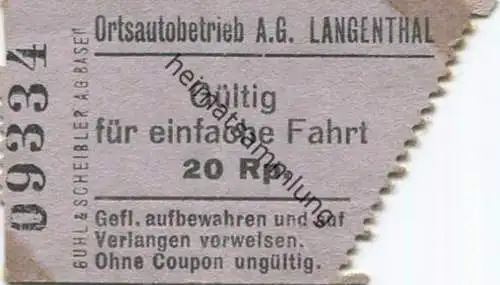 09334
BUHL & SCHEIBLER A.G. BASEL
Ortsautobetrieb A.G. LANGENTHAL
Gültig
für einfache Fahrt
20 Rp.
Gefl. aufbewahren und auf
Verlangen vorweisen.
Ohne Coupon ungültig.
heimatsammlung